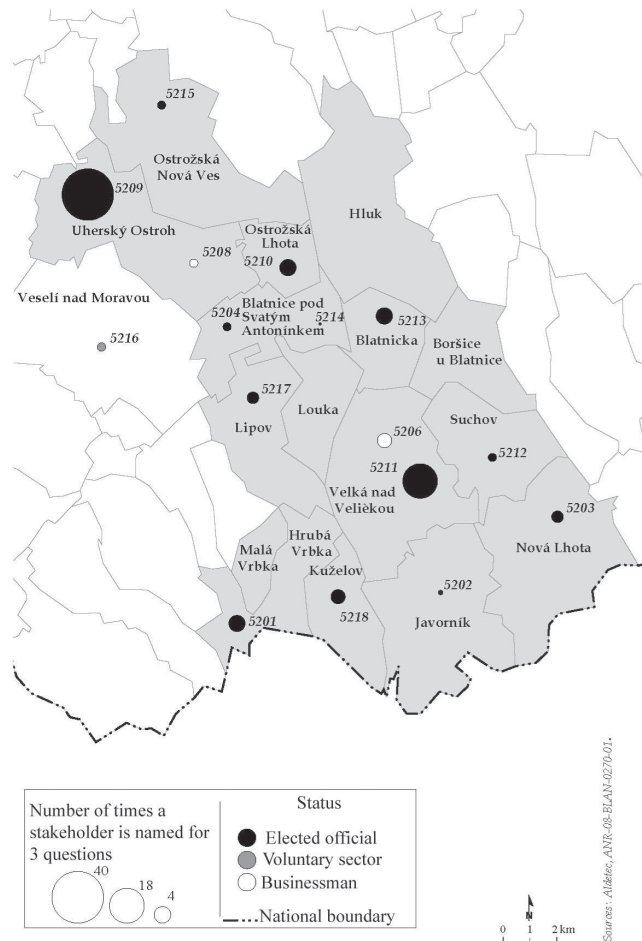 5215
Ostrožská
Nová Ves
5209
Uherský Ostroh
Hluk
5208
Ostrožská
Lhota
5210
Veselí nad Moravou
5216
5204
Blatnice pod
Svatým
Antonínkem
5214
5213
Blatnicka
Boršice
u Blatnice
5217
Lipov
Louka
5206
Suchov
5212
5211
Velká nad
Velièkou
5203
Nová Lhota
Malá
Vrbka
Hrubá
Vrbka
Kuželov
5202
Javorník
5201
5218
Number of times a
stakeholder is named for
3 questions
40
18
4
Status
Elected official
Voluntary sector
Businessman
National boundary
N
0 1 2 km
Sources : Aldetec, ANR-08-BLAN-0270-01.